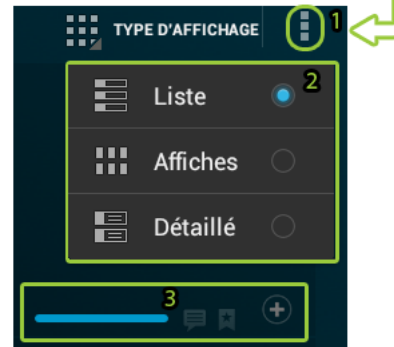 TYPE D'AFFICHAGE 1
Liste 2
Affiches
Détaillé
3